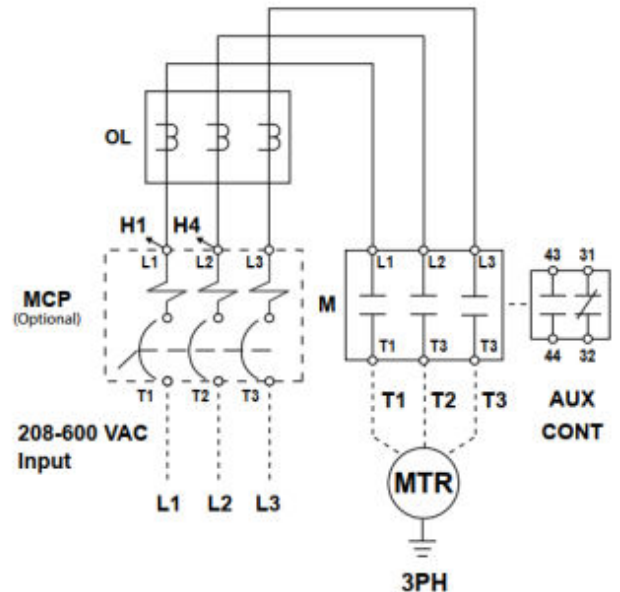 OL
H1 H4
L1 L2 L3
MCP
(Optional)
T1 T2 T3
208-600 VAC
Input
L1 L2 L3
L1 L2 L3
M
T1 T3 T3
T1 T2 T3
43 31
44 32
AUX
CONT
MTR
3PH